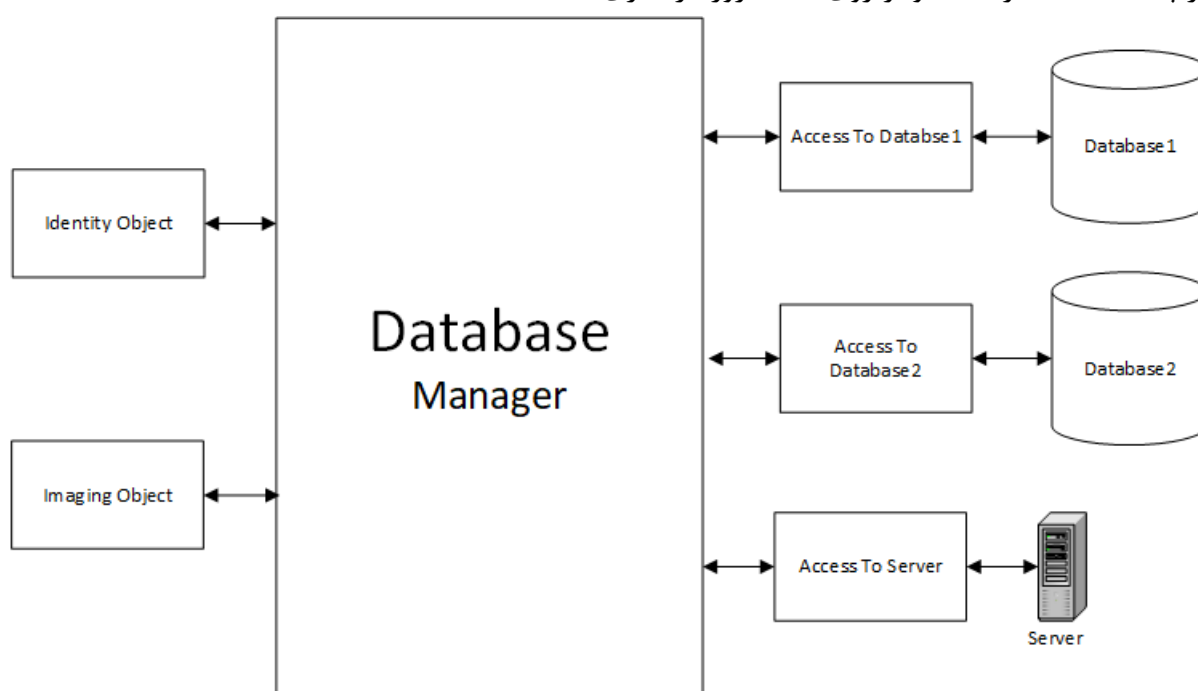 Access To Databse1
Database1
Identity Object
Database
Manager
Access To
Database2
Database2
Imaging Object
Access To Server
Server